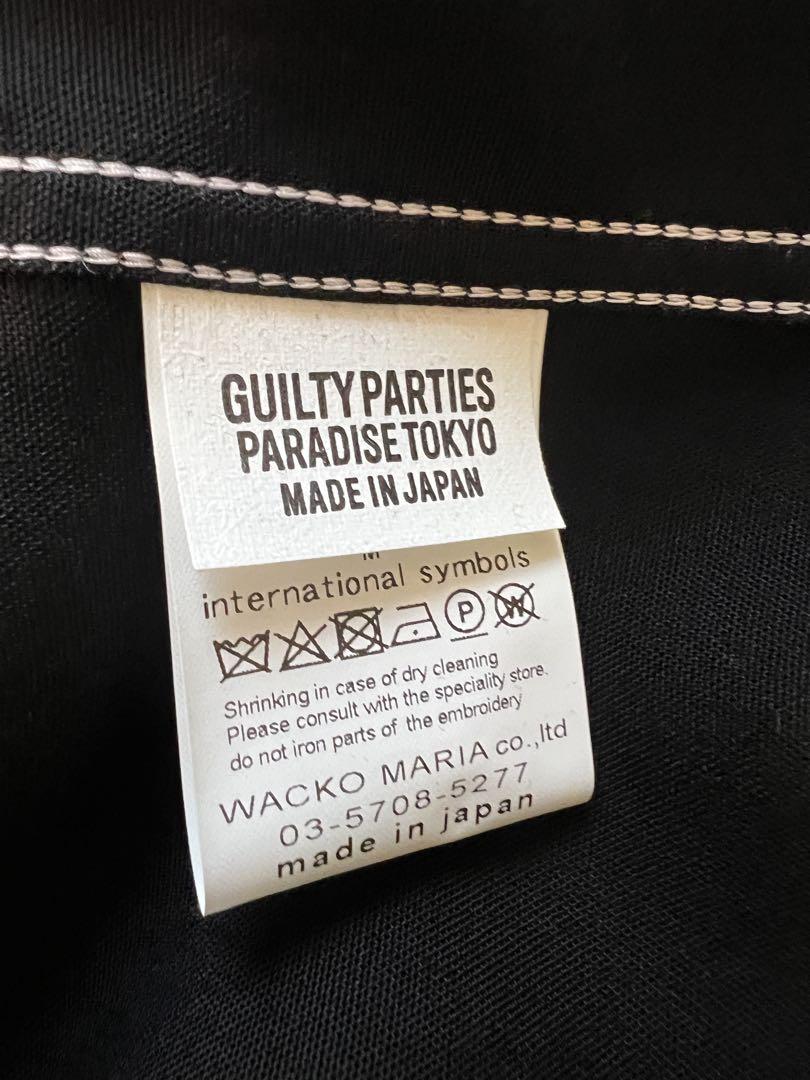 GUILTY PARTIES
PARADISE TOKYO
MADE IN JAPAN
international symbols
P W
Shrinking in case of dry cleaning
Please consult with the speciality store.
do not iron parts of the embroidery
WACKO MARIA co.,ltd
03-5708-5277
made in japan